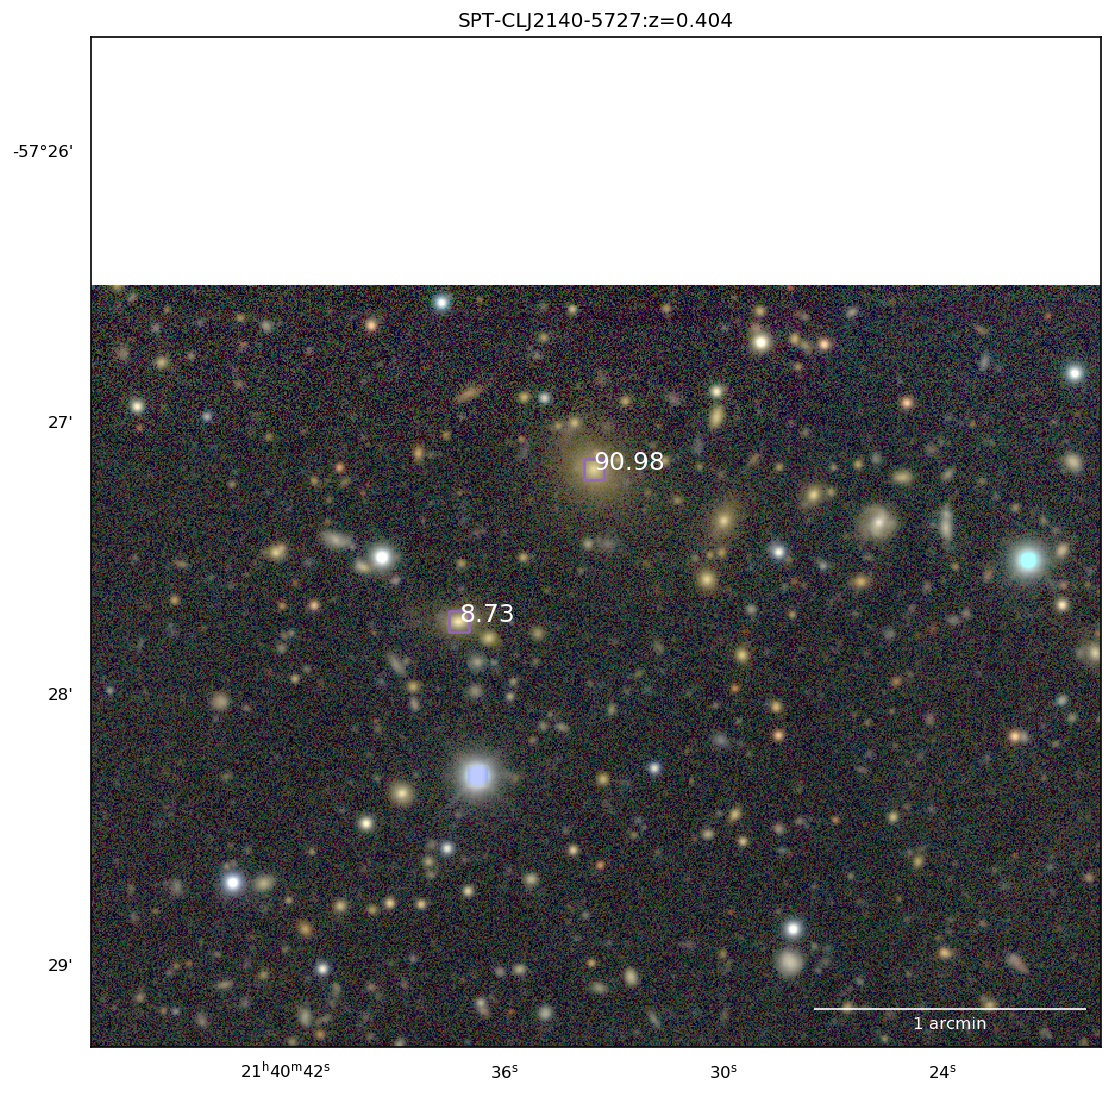 SPT-CLJ2140-5727:z=0.404
-57°26'
27'
90.98
8.73
28'
29'
1 arcmin
21ʰ40ᵐ42ˢ 36ˢ 30ˢ 24ˢ